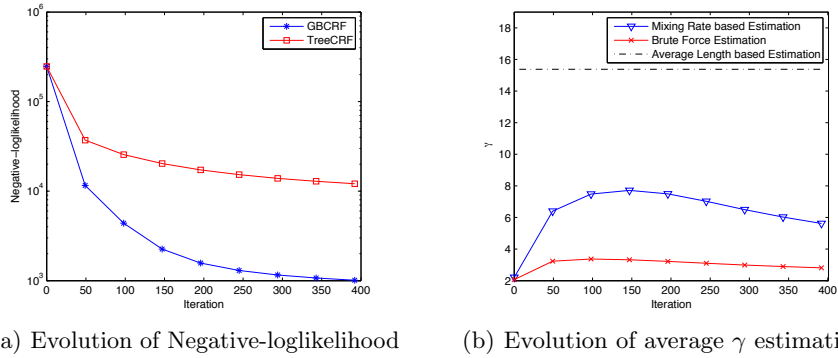 10^6
10^5
10^4
10^3
Negative-loglikelihood
GBCRF
TreeCRF
0 50 100 150 200 250 300 350 400
Iteration
a) Evolution of Negative-loglikelihood
18
16
14
12
10
8
6
4
2
γ
Mixing Rate based Estimation
Brute Force Estimation
Average Length based Estimation
0 50 100 150 200 250 300 350 400
Iteration
(b) Evolution of average γ estimati